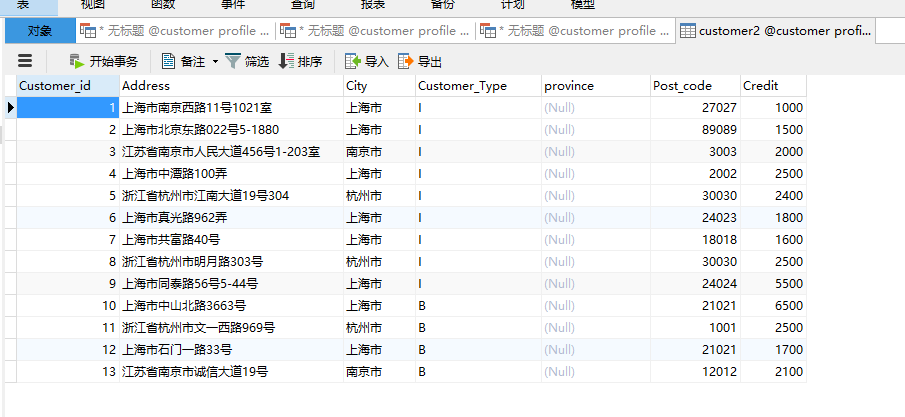 表 视图 函数 事件 查询 报表 备份 计划 模型
对象 * 无标题 @customer profile ... * 无标题 @customer profile ... * 无标题 @customer profile ... customer2 @customer profi...
开始事务 备注 筛选 排序 导入 导出
Customer_id Address City Customer_Type province Post_code Credit
1 上海市南京西路11号1021室 上海市 I (Null) 27027 1000
2 上海市北京东路022号5-1880 上海市 I (Null) 89089 1500
3 江苏省南京市人民大道456号1-203室 南京市 I (Null) 3003 2000
4 上海市中潭路100弄 上海市 I (Null) 2002 2500
5 浙江省杭州市江南大道19号304 杭州市 I (Null) 30030 2400
6 上海市真光路962弄 上海市 I (Null) 24023 1800
7 上海市共富路40号 上海市 I (Null) 18018 1600
8 浙江省杭州市明月路303号 杭州市 I (Null) 30030 2500
9 上海市同泰路56号5-44号 上海市 I (Null) 24024 5500
10 上海市中山北路3663号 上海市 B (Null) 21021 6500
11 浙江省杭州市文一西路969号 杭州市 B (Null) 1001 2500
12 上海市石门一路33号 上海市 B (Null) 21021 1700
13 江苏省南京市诚信大道19号 南京市 B (Null) 12012 2100